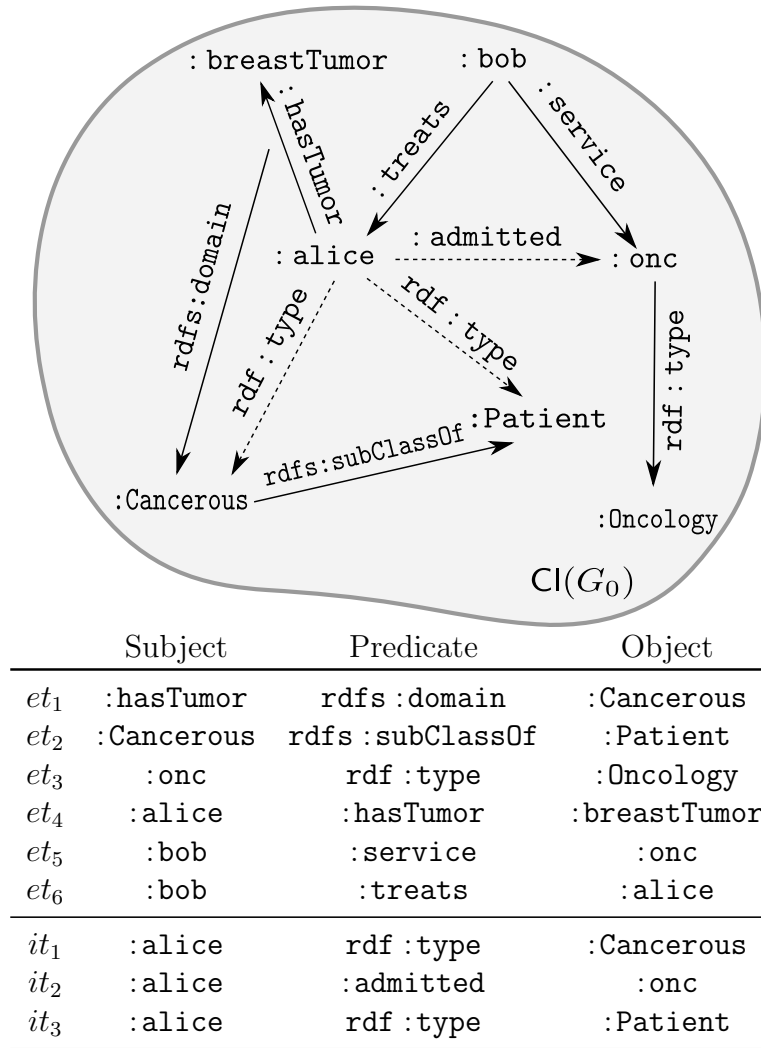 :breastTumor :bob
:hasTumor
:treats
:service
rdfs:domain
:alice :admitted :onc
rdf:type
rdf:type
rdf:type
:Patient
rdfs:subClassOf
:Cancerous
:Oncology
Cl(G₀)
Subject Predicate Object
et₁ :hasTumor rdfs:domain :Cancerous
et₂ :Cancerous rdfs:subClassOf :Patient
et₃ :onc rdf:type :Oncology
et₄ :alice :hasTumor :breastTumor
et₅ :bob :service :onc
et₆ :bob :treats :alice
it₁ :alice rdf:type :Cancerous
it₂ :alice :admitted :onc
it₃ :alice rdf:type :Patient